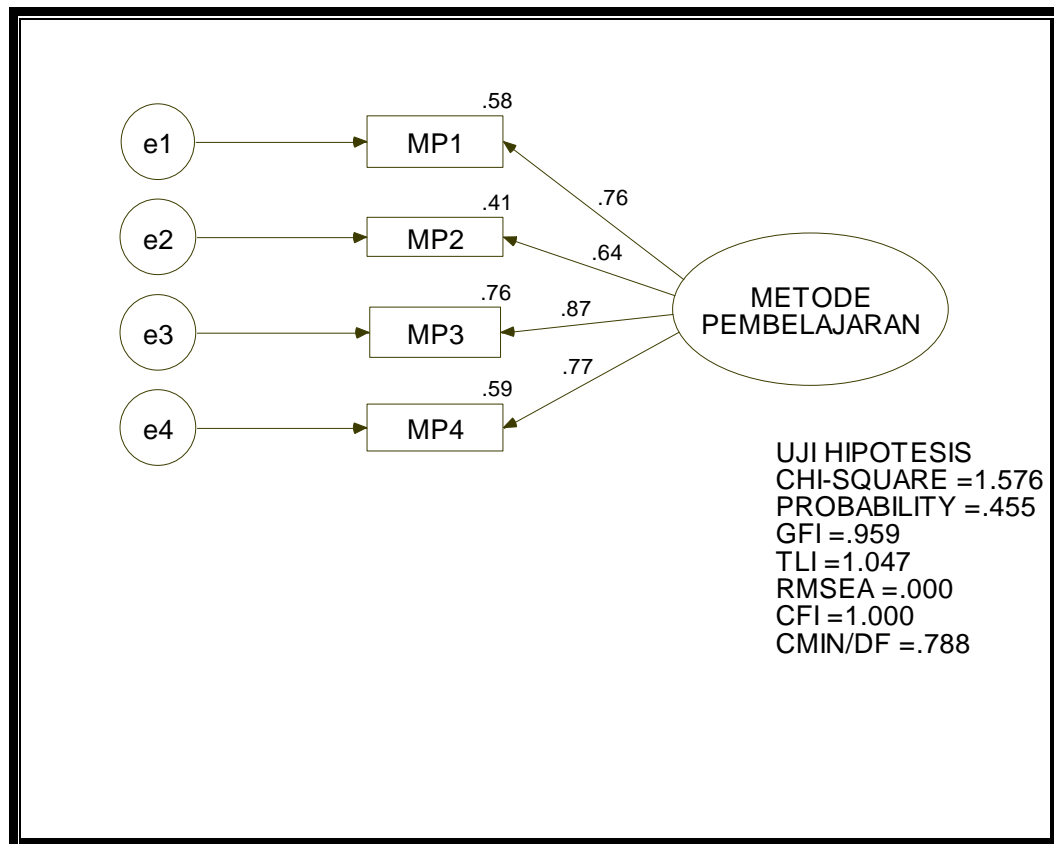 .58
e1
MP1
.76
.41
e2
MP2
.64
.76
e3
MP3
.87
METODE
PEMBELAJARAN
.77
.59
e4
MP4
UJI HIPOTESIS
CHI-SQUARE =1.576
PROBABILITY =.455
GFI =.959
TLI =1.047
RMSEA =.000
CFI =1.000
CMIN/DF =.788